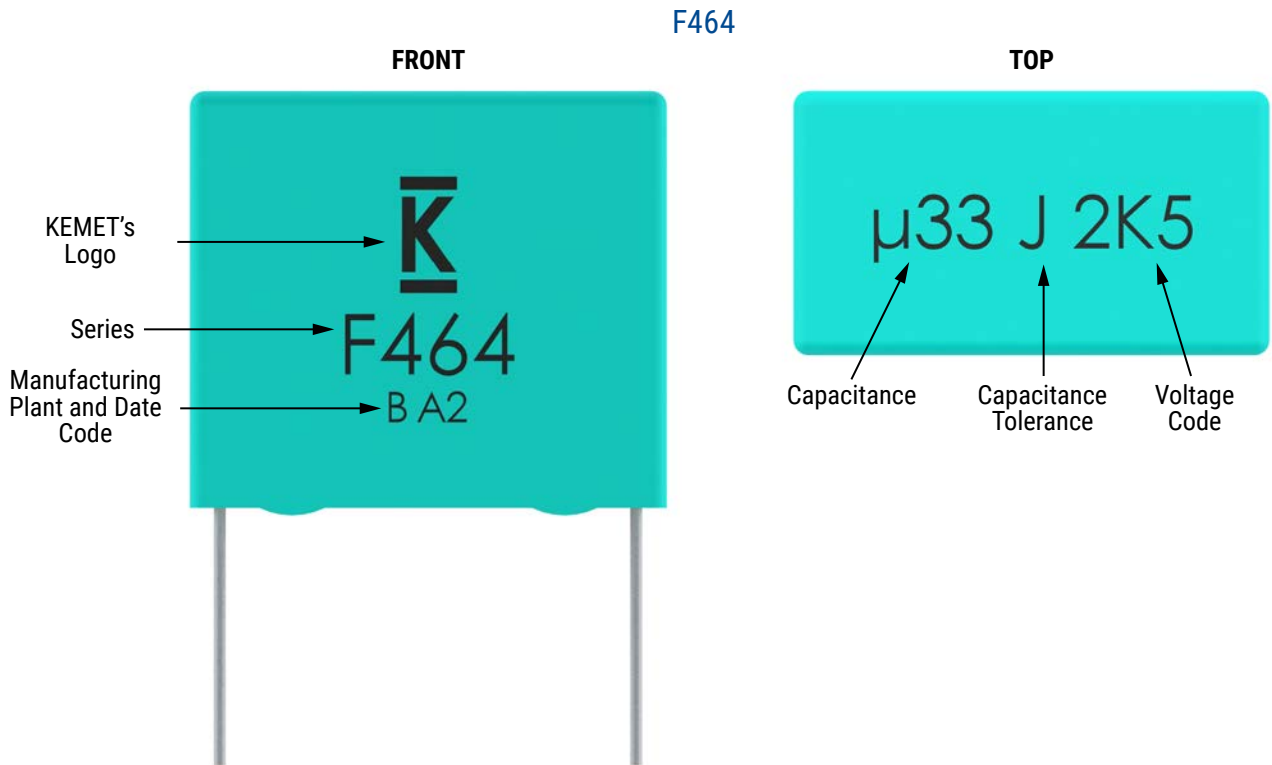 F464
FRONT
KEMET's
Logo
K
Series
F464
Manufacturing
Plant and Date
Code
B A2
TOP
µ33 J 2K5
Capacitance
Capacitance
Tolerance
Voltage
Code